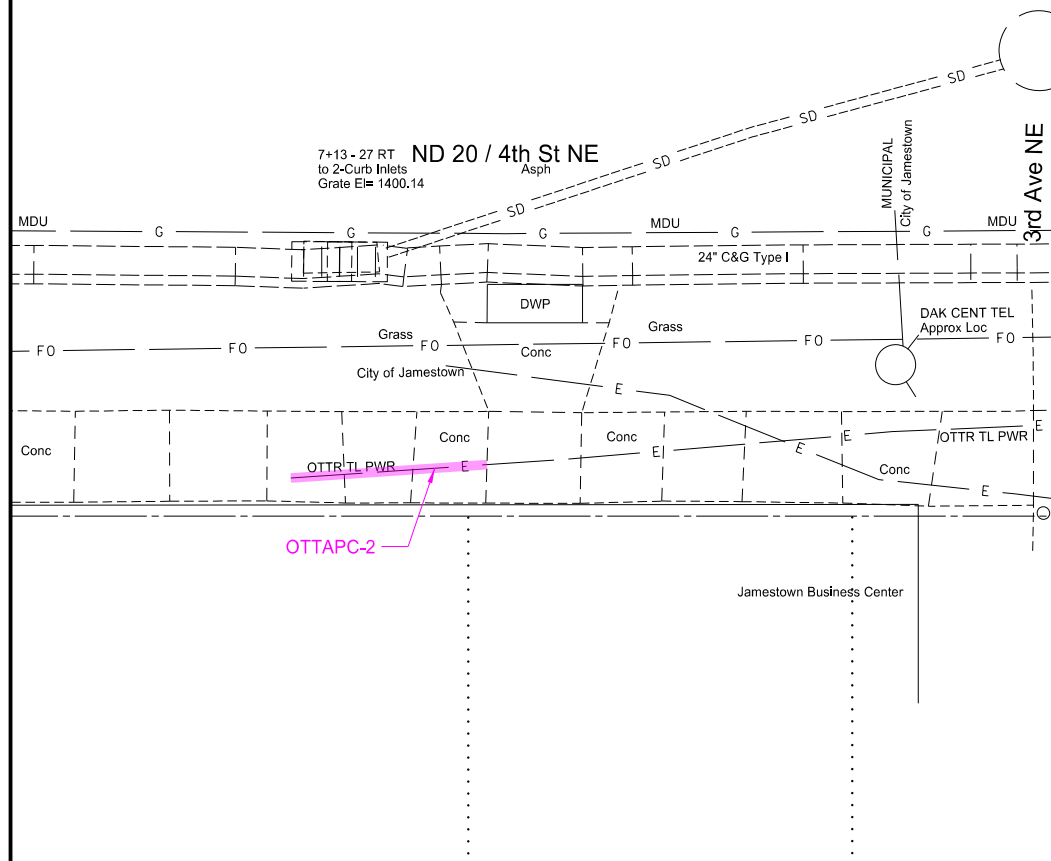 SD
SD
SD
SD
7+13 - 27 RT
to 2-Curb Inlets
Grate El= 1400.14
ND 20 / 4th St NE
Asph
MUNICIPAL
City of Jamestown
3rd Ave NE
MDU
G
G
G
MDU
G
G
MDU
24" C&G Type I
DWP
DAK CENT TEL
Approx Loc
Grass
Grass
FO
FO
FO
FO
FO
FO
Conc
City of Jamestown
E
Conc
Conc
Conc
OTTR TL PWR
E
E
E
E
OTTR TL PWR
E
Conc
E
OTTAPC-2
Jamestown Business Center